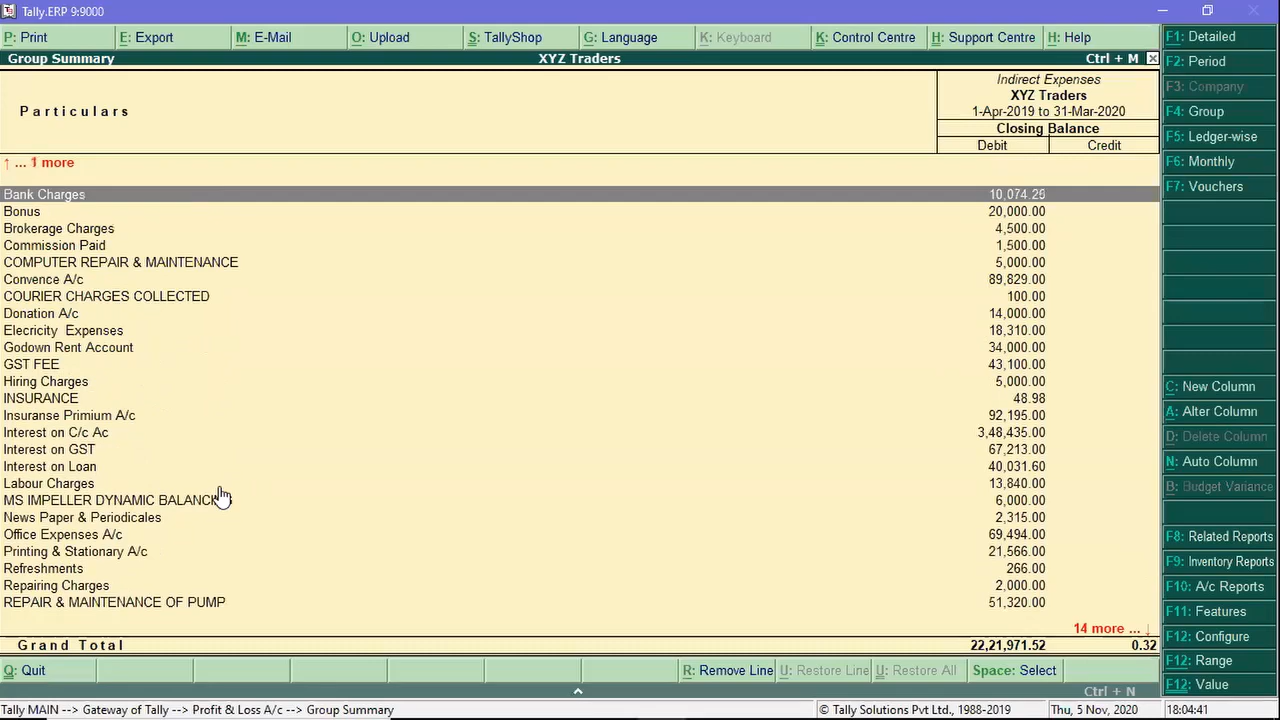 Tally.ERP 9:9000
P: Print E: Export M: E-Mail O: Upload S: TallyShop G: Language K: Keyboard K: Control Centre H: Support Centre H: Help
Group Summary XYZ Traders Ctrl + M
Particulars
Indirect Expenses
XYZ Traders
1-Apr-2019 to 31-Mar-2020
Closing Balance
Debit Credit
↑ ... 1 more
Bank Charges 10,074.26
Bonus 20,000.00
Brokerage Charges 4,500.00
Commission Paid 1,500.00
COMPUTER REPAIR & MAINTENANCE 5,000.00
Convence A/c 89,829.00
COURIER CHARGES COLLECTED 100.00
Donation A/c 14,000.00
Elecricity Expenses 18,310.00
Godown Rent Account 34,000.00
GST FEE 43,100.00
Hiring Charges 5,000.00
INSURANCE 48.98
Insuranse Primium A/c 92,195.00
Interest on C/c Ac 3,48,435.00
Interest on GST 67,213.00
Interest on Loan 40,031.60
Labour Charges 13,840.00
MS IMPELLER DYNAMIC 6,000.00
News Paper & Periodicales 2,315.00
Office Expenses A/c 69,494.00
Printing & Stationary A/c 21,566.00
Refreshments 266.00
Repairing Charges 2,000.00
REPAIR & MAINTENANCE OF PUMP 51,320.00
14 more ... ↓
Grand Total 22,21,971.52 0.32
Q: Quit R: Remove Line U: Restore Line U: Restore All Space: Select
Ctrl + N
Tally MAIN --> Gateway of Tally --> Profit & Loss A/c --> Group Summary © Tally Solutions Pvt Ltd., 1988-2019 Thu, 5 Nov, 2020 18:04:41
F1: Detailed
F2: Period
F3: Company
F4: Group
F5: Ledger-wise
F6: Monthly
F7: Vouchers
C: New Column
A: Alter Column
D: Delete Column
N: Auto Column
B: Budget Variance
F8: Related Reports
F9: Inventory Reports
F10: A/c Reports
F11: Features
F12: Configure
F12: Range
F12: Value